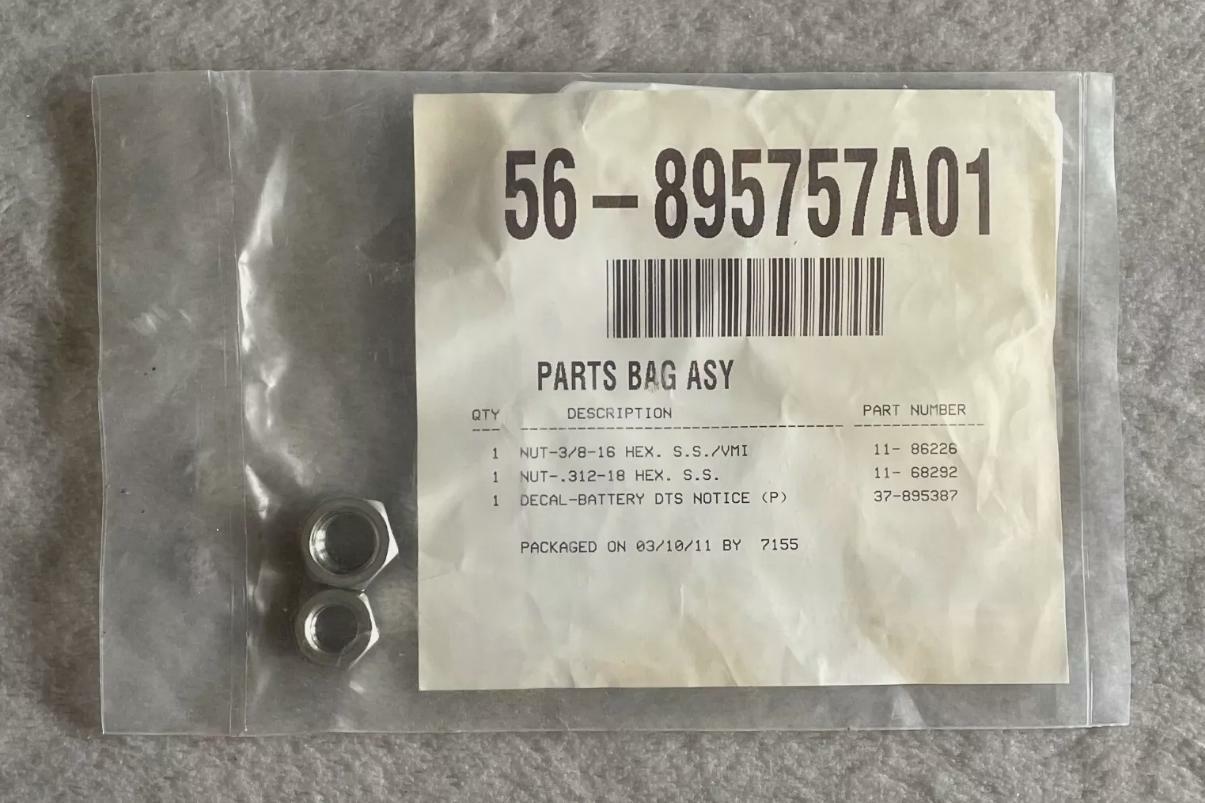 56-895757A01
PARTS BAG ASY
QTY DESCRIPTION PART NUMBER
1 NUT-3/8-16 HEX. S.S./VMI 11- 86226
1 NUT-.312-18 HEX. S.S. 11- 68292
1 DECAL-BATTERY DTS NOTICE (P) 37-895387
PACKAGED ON 03/10/11 BY 7155